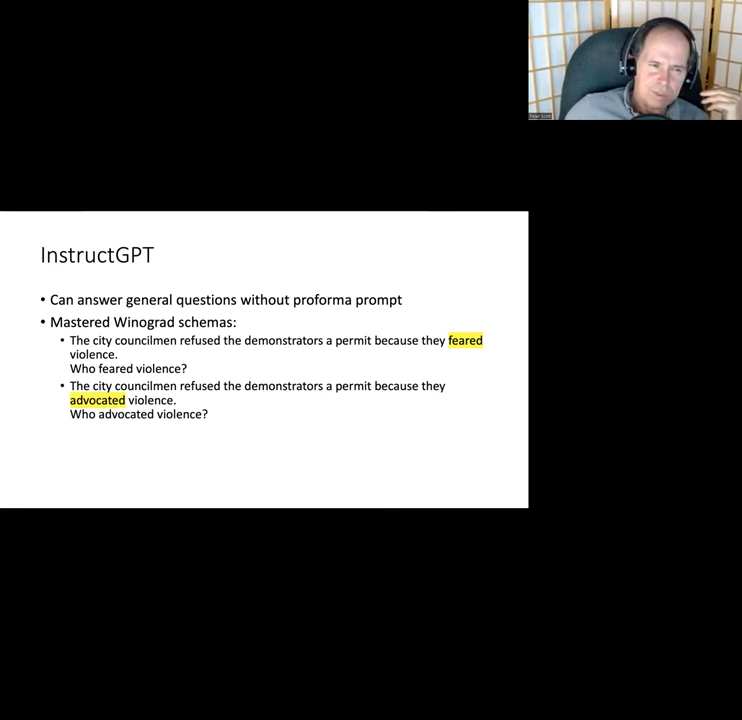 Peter Scott
InstructGPT
• Can answer general questions without proforma prompt
• Mastered Winograd schemas:
• The city councilmen refused the demonstrators a permit because they feared
violence.
Who feared violence?
• The city councilmen refused the demonstrators a permit because they
advocated violence.
Who advocated violence?